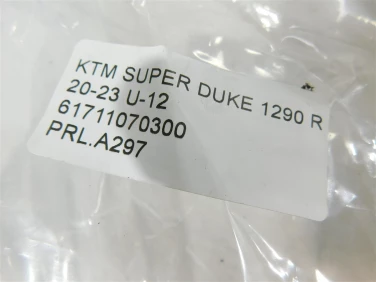 KTM SUPER DUKE 1290 R
20-23 U-12
61711070300
PRL.A297